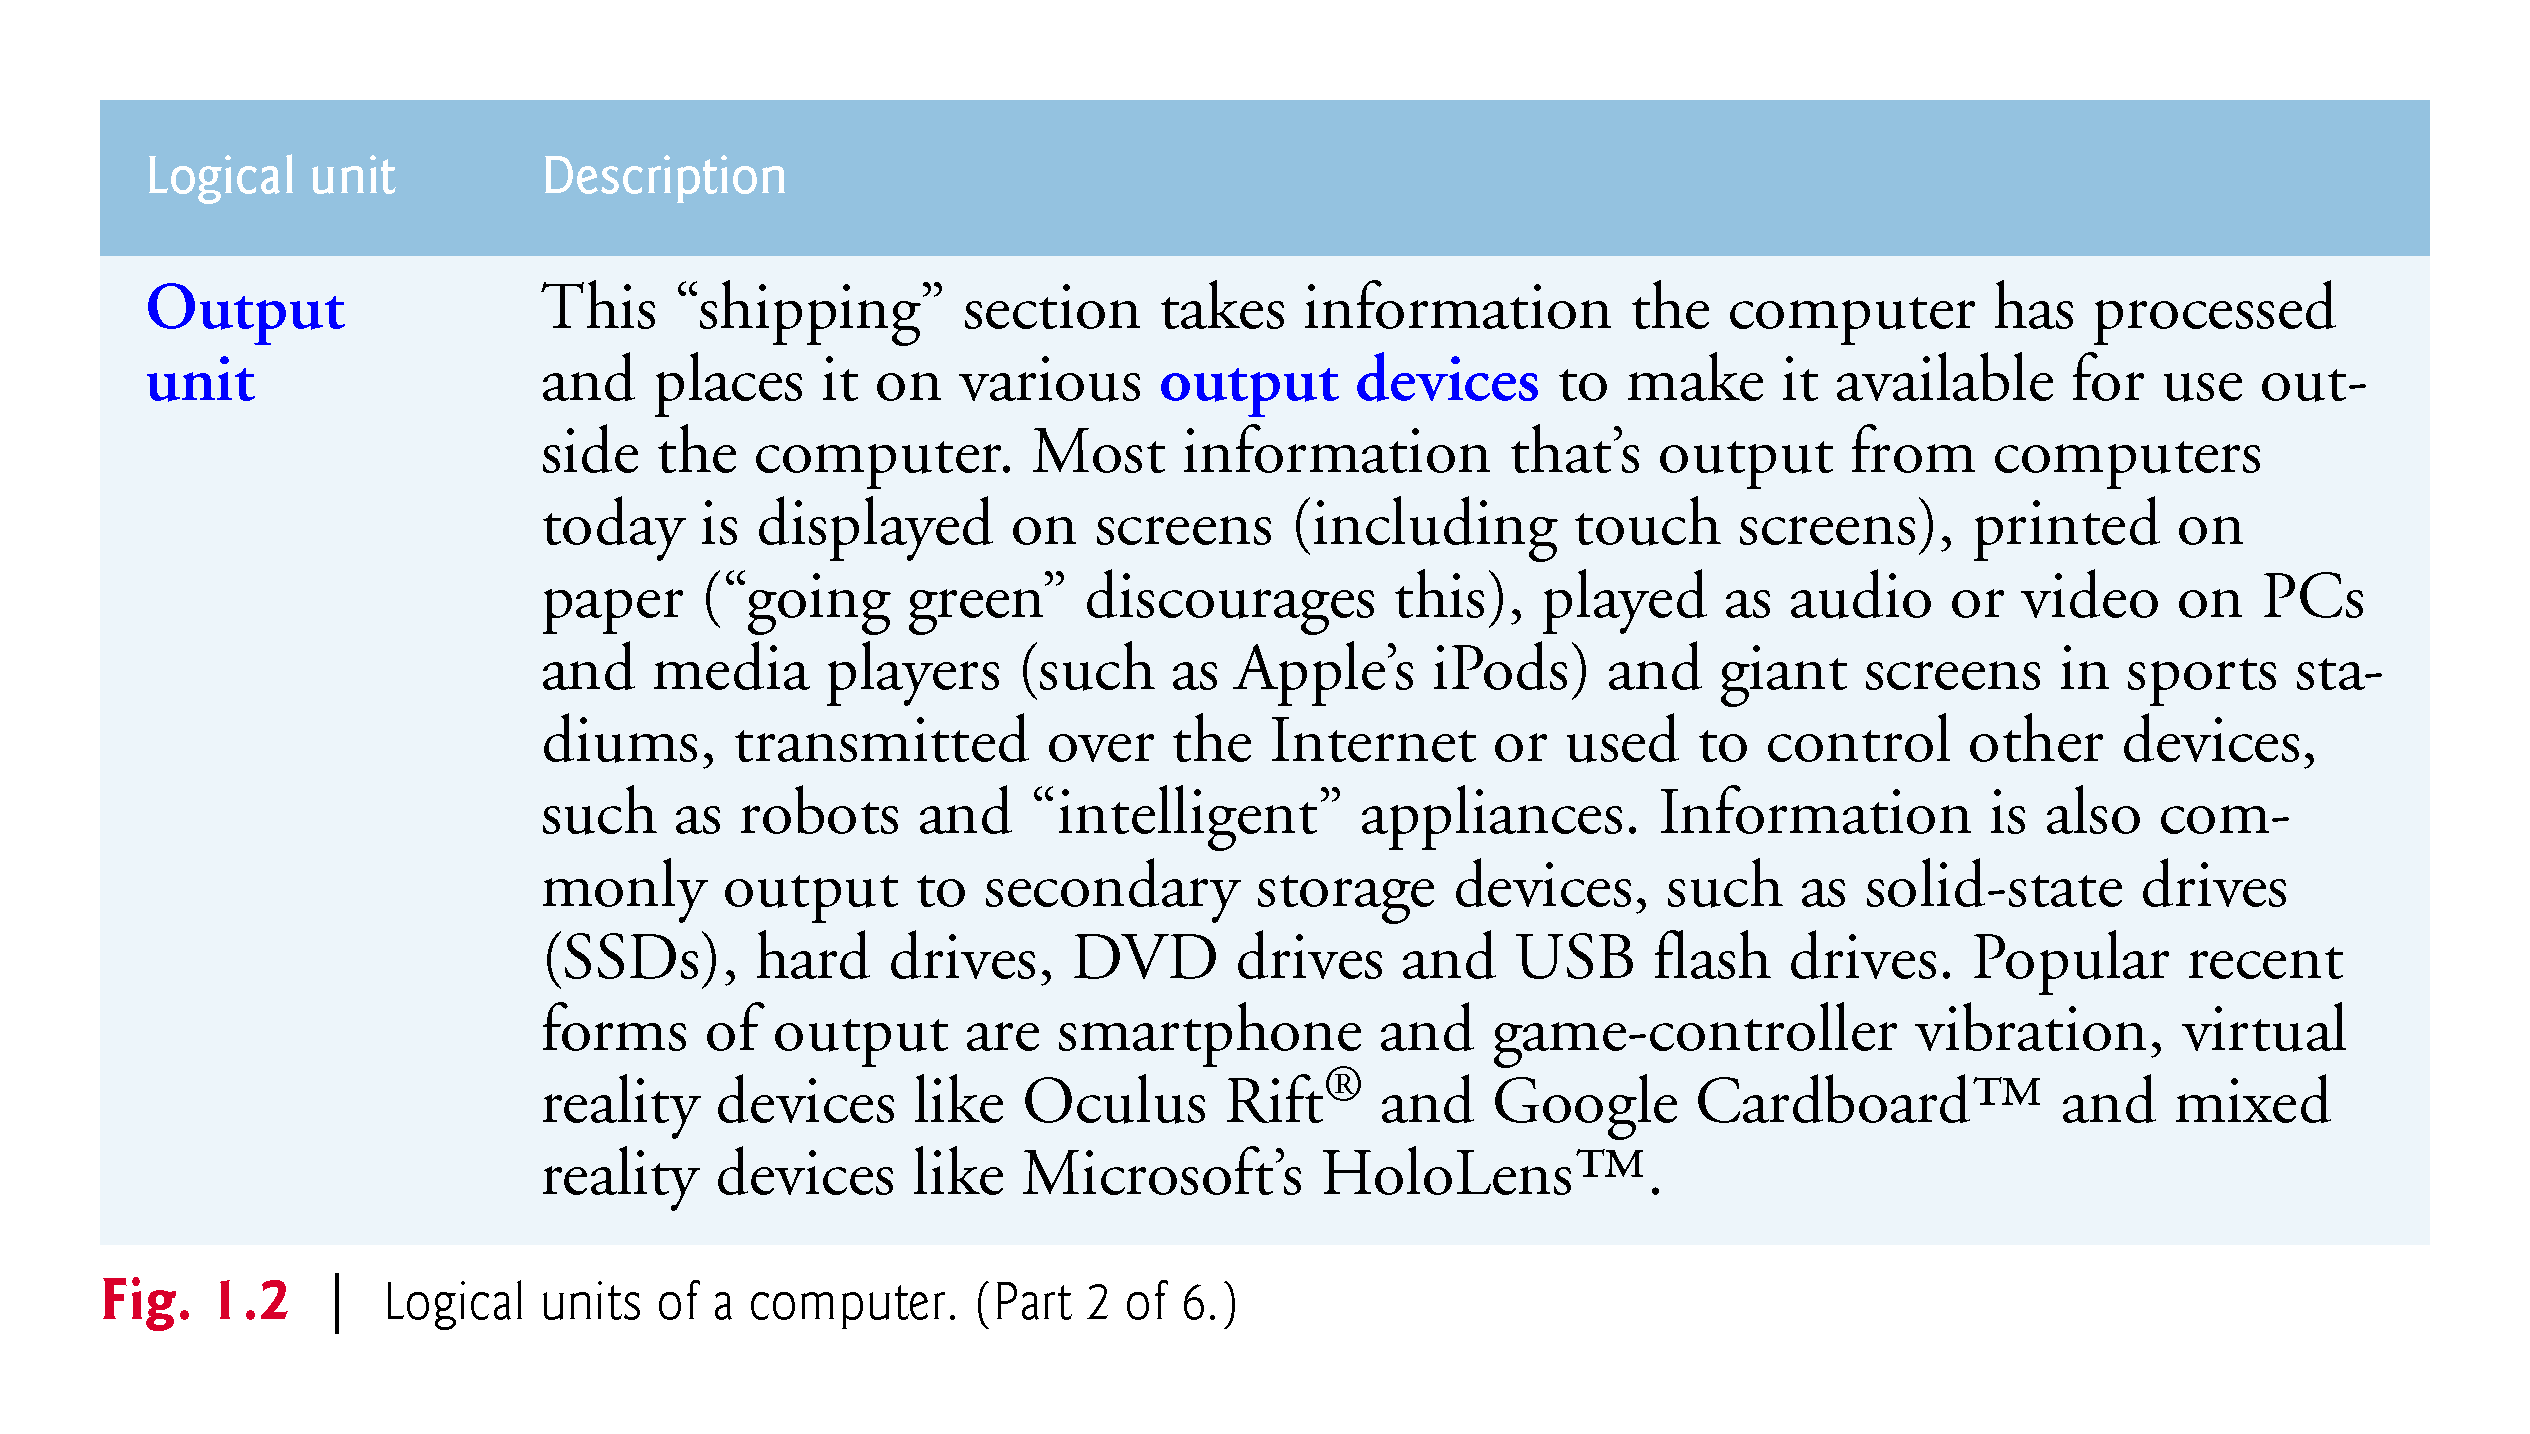 Logical unit Description
Output This “shipping” section takes information the computer has processed
unit and places it on various output devices to make it available for use out-
side the computer. Most information that’s output from computers
today is displayed on screens (including touch screens), printed on
paper (“going green” discourages this), played as audio or video on PCs
and media players (such as Apple’s iPods) and giant screens in sports sta-
diums, transmitted over the Internet or used to control other devices,
such as robots and “intelligent” appliances. Information is also com-
monly output to secondary storage devices, such as solid-state drives
(SSDs), hard drives, DVD drives and USB flash drives. Popular recent
forms of output are smartphone and game-controller vibration, virtual
reality devices like Oculus Rift® and Google Cardboard™ and mixed
reality devices like Microsoft’s HoloLens™.
Fig. 1.2 | Logical units of a computer. (Part 2 of 6.)